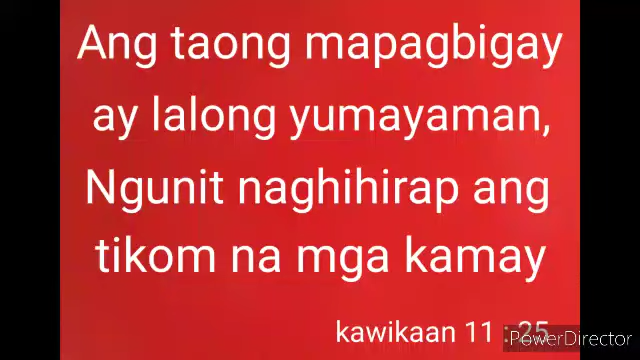 Ang taong mapagbigay
ay lalong yumayaman,
Ngunit naghihirap ang
tikom na mga kamay
kawikaan 11 : 25
PowerDirector